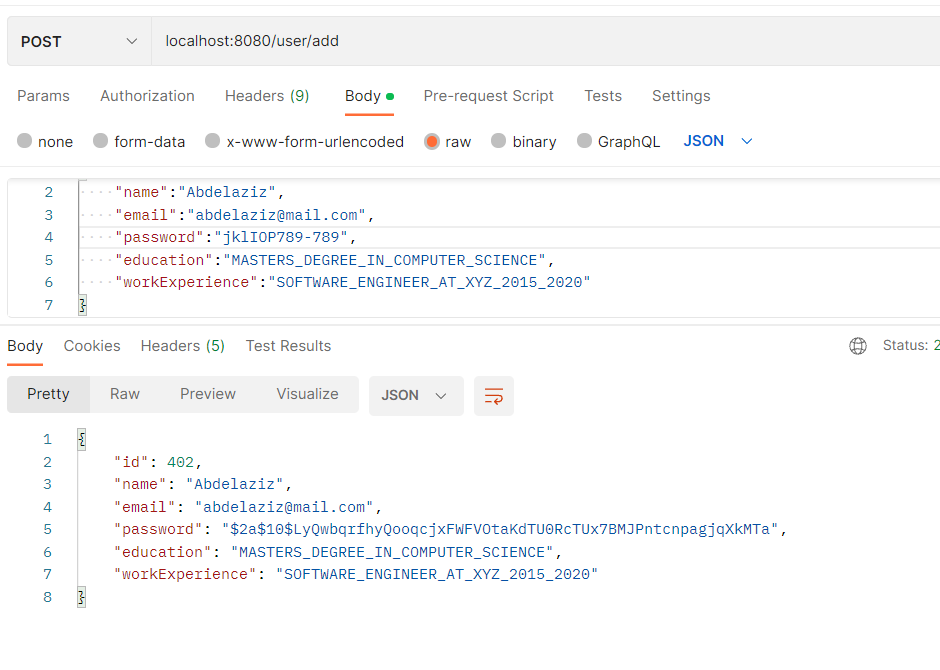 POST localhost:8080/user/add
Params Authorization Headers (9) Body Pre-request Script Tests Settings
none form-data x-www-form-urlencoded raw binary GraphQL JSON
2 ····"name":"Abdelaziz",
3 ····"email":"abdelaziz@mail.com",
4 ····"password":"jklIOP789-789",
5 ····"education":"MASTERS_DEGREE_IN_COMPUTER_SCIENCE",
6 ····"workExperience":"SOFTWARE_ENGINEER_AT_XYZ_2015_2020"
7 }
Body Cookies Headers (5) Test Results Status: 2
Pretty Raw Preview Visualize JSON
1 {
2 "id": 402,
3 "name": "Abdelaziz",
4 "email": "abdelaziz@mail.com",
5 "password": "$2a$10$LyQwbqrfhyQooqcjxFWFVOtaKdTU0RcTUx7BMJPntcnpagjqXkMTa",
6 "education": "MASTERS_DEGREE_IN_COMPUTER_SCIENCE",
7 "workExperience": "SOFTWARE_ENGINEER_AT_XYZ_2015_2020"
8 }